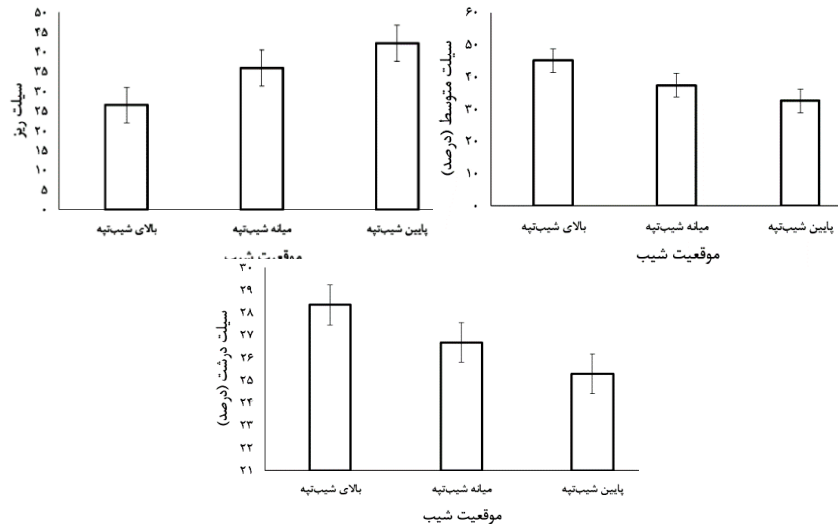 سیلت ریز
۵۰
۴۵
۴۰
۳۵
۳۰
۲۵
۲۰
۱۵
۱۰
۵
۰
بالای شیب‌تپه
میانه شیب‌تپه
پایین شیب‌تپه
موقعیت شیب
سیلت متوسط (درصد)
۶۰
۵۰
۴۰
۳۰
۲۰
۱۰
۰
بالای شیب‌تپه
میانه شیب‌تپه
پایین شیب‌تپه
موقعیت شیب
سیلت درشت (درصد)
۳۰
۲۹
۲۸
۲۷
۲۶
۲۵
۲۴
۲۳
۲۲
۲۱
بالای شیب‌تپه
میانه شیب‌تپه
پایین شیب‌تپه
موقعیت شیب